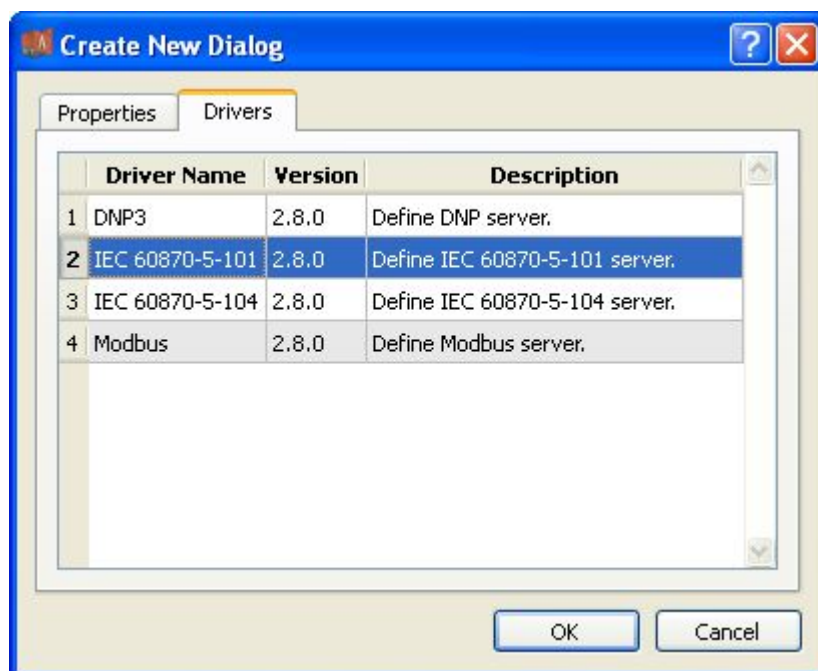 Create New Dialog
Properties Drivers
Driver Name Version Description
1 DNP3 2.8.0 Define DNP server.
2 IEC 60870-5-101 2.8.0 Define IEC 60870-5-101 server.
3 IEC 60870-5-104 2.8.0 Define IEC 60870-5-104 server.
4 Modbus 2.8.0 Define Modbus server.
OK Cancel